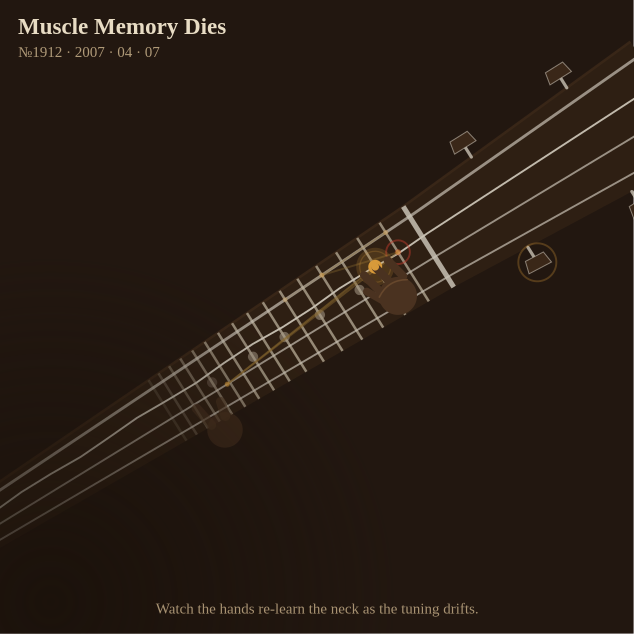 Muscle Memory Dies
№1912 · 2007 · 04 · 07
Watch the hands re-learn the neck as the tuning drifts.